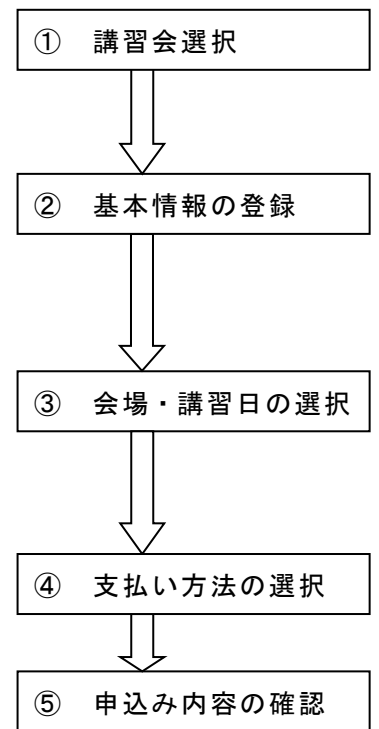 ① 講習会選択
② 基本情報の登録
③ 会場・講習日の選択
④ 支払い方法の選択
⑤ 申込み内容の確認